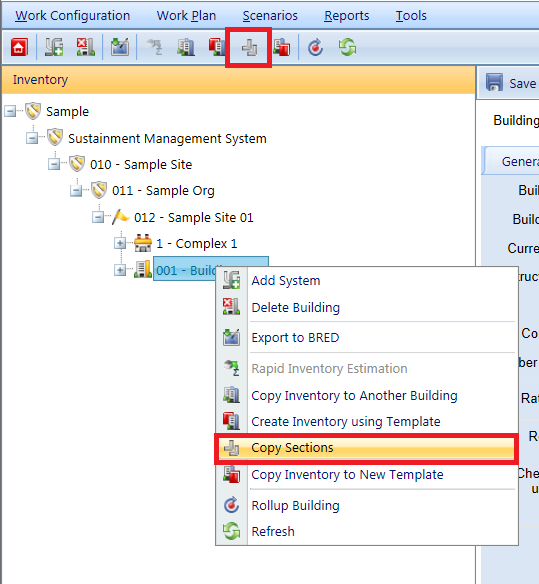 Work Configuration Work Plan Scenarios Reports Tools
Inventory
Save
Sample
Building
Sustainment Management System
010 - Sample Site
Genera
011 - Sample Org
Buil
012 - Sample Site 01
Build
1 - Complex 1
Curre
001 - Buildi
truc
Add System
Delete Building
Export to BRED
Co
Rapid Inventory Estimation
ber
Copy Inventory to Another Building
Rat
Create Inventory using Template
Re
Copy Sections
Copy Inventory to New Template
Che
u
Rollup Building
Refresh